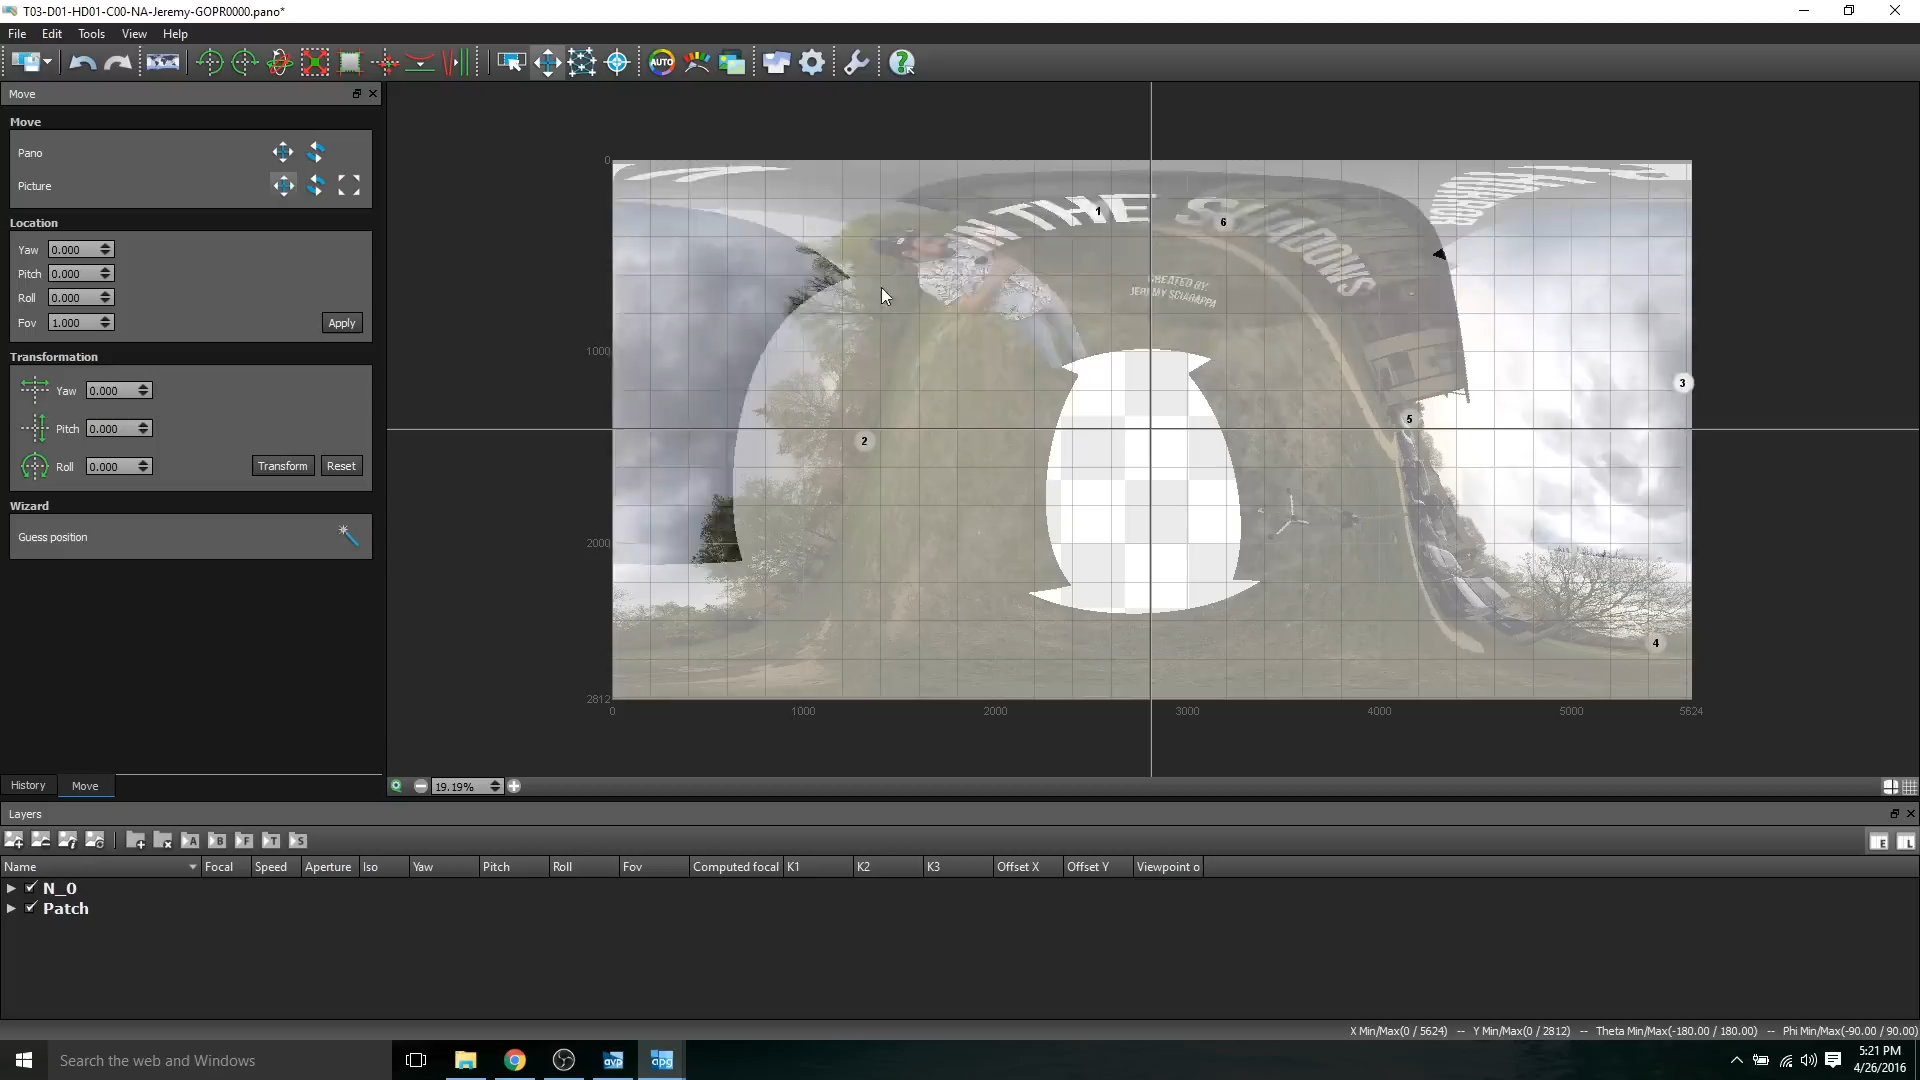 T03-D01-HD01-C00-NA-Jeremy-GOPR0000.pano*
File Edit Tools View Help
AUTO
Move
Move
Pano
Picture
Location
Yaw 0.000
Pitch 0.000
Roll 0.000
Fov 1.000 Apply
Transformation
Yaw 0.000
Pitch 0.000
Roll 0.000 Transform Reset
Wizard
Guess position
0
1000
2000
2812
0 1000 2000 3000 4000 5000 5624
IN THE SHADOWS
CREATED BY:
JEREMY SCIARAPPA
1
6
3
5
2
4
History Move
19.19%
Layers
A B F T S
E L
Name Focal Speed Aperture Iso Yaw Pitch Roll Fov Computed focal K1 K2 K3 Offset X Offset Y Viewpoint o
N_0
Patch
X Min/Max(0 / 5624) -- Y Min/Max(0 / 2812) -- Theta Min/Max(-180.00 / 180.00) -- Phi Min/Max(-90.00 / 90.00)
Search the web and Windows
avp
apg
5:21 PM
4/26/2016